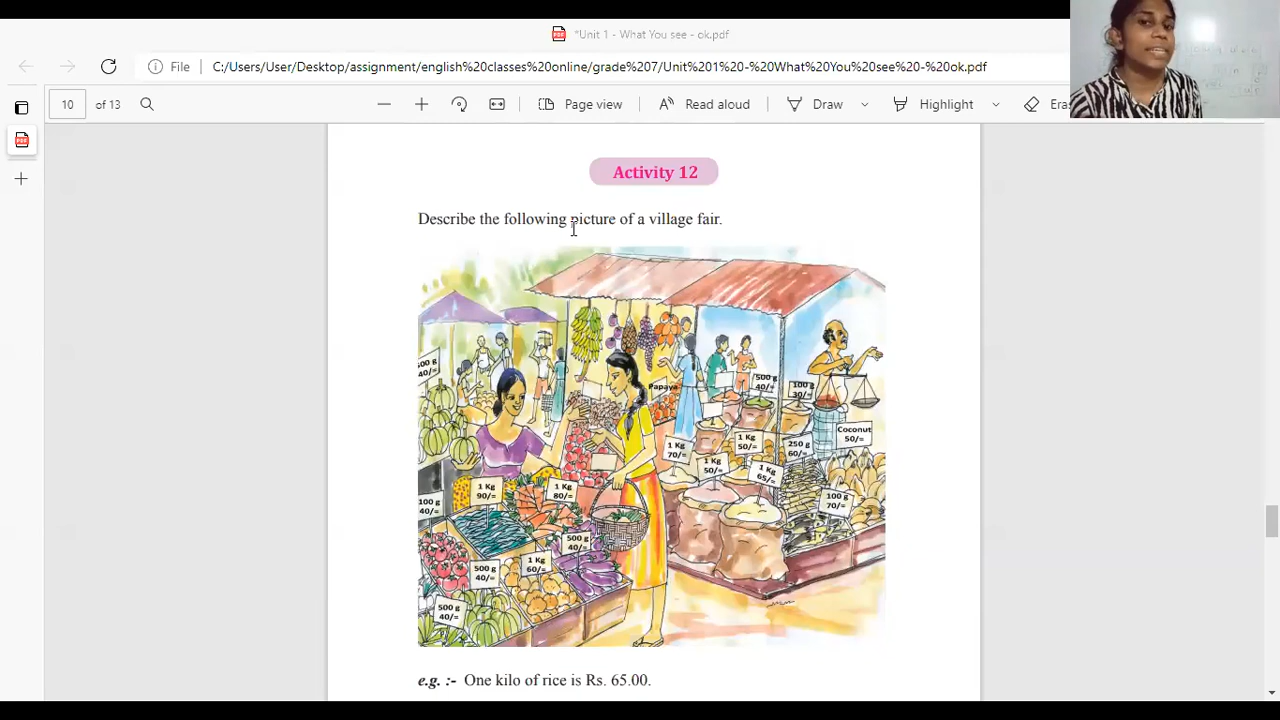 *Unit 1 - What You see - ok.pdf
File C:/Users/User/Desktop/assignment/english%20classes%20online/grade%207/Unit%201%20-%20What%20You%20see%20-%20ok.pdf
10 of 13 Page view Read aloud Draw Highlight Era
Activity 12
Describe the following picture of a village fair.
500 g
40/=
Papaya
500 g
40/=
100 g
30/=
Coconut
50/=
1 Kg
70/=
1 Kg
50/=
1 Kg
50/=
250 g
60/=
1 Kg
65/=
100 g
70/=
100 g
40/=
1 Kg
90/=
1 Kg
80/=
500 g
40/=
500 g
40/=
1 Kg
60/=
500 g
40/=
e.g. :- One kilo of rice is Rs. 65.00.